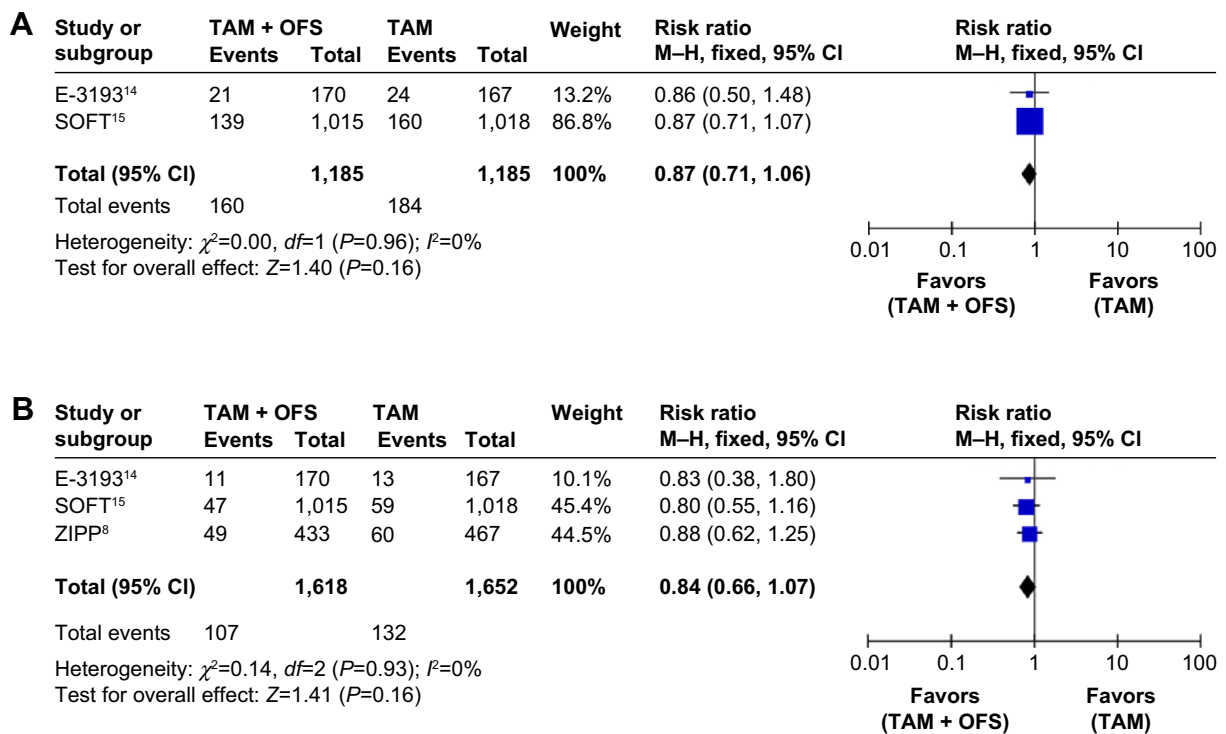 A
Study or subgroup TAM + OFS TAM Weight Risk ratio Risk ratio
Events Total Events Total M–H, fixed, 95% CI M–H, fixed, 95% CI
E-3193¹⁴ 21 170 24 167 13.2% 0.86 (0.50, 1.48)
SOFT¹⁵ 139 1,015 160 1,018 86.8% 0.87 (0.71, 1.07)
Total (95% CI) 1,185 1,185 100% 0.87 (0.71, 1.06)
Total events 160 184
Heterogeneity: χ²=0.00, df=1 (P=0.96); I²=0%
Test for overall effect: Z=1.40 (P=0.16)
0.01 0.1 1 10 100
Favors Favors
(TAM + OFS) (TAM)
B
Study or subgroup TAM + OFS TAM Weight Risk ratio Risk ratio
Events Total Events Total M–H, fixed, 95% CI M–H, fixed, 95% CI
E-3193¹⁴ 11 170 13 167 10.1% 0.83 (0.38, 1.80)
SOFT¹⁵ 47 1,015 59 1,018 45.4% 0.80 (0.55, 1.16)
ZIPP⁸ 49 433 60 467 44.5% 0.88 (0.62, 1.25)
Total (95% CI) 1,618 1,652 100% 0.84 (0.66, 1.07)
Total events 107 132
Heterogeneity: χ²=0.14, df=2 (P=0.93); I²=0%
Test for overall effect: Z=1.41 (P=0.16)
0.01 0.1 1 10 100
Favors Favors
(TAM + OFS) (TAM)